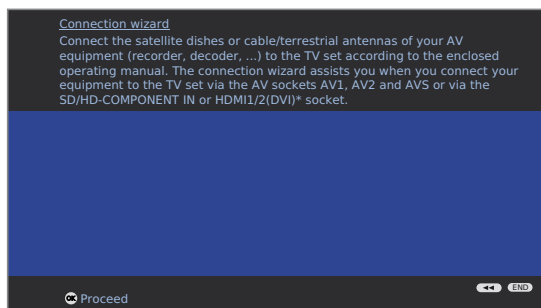 Connection wizard
Connect the satellite dishes or cable/terrestrial antennas of your AV
equipment (recorder, decoder, ...) to the TV set according to the enclosed
operating manual. The connection wizard assists you when you connect your
equipment to the TV set via the AV sockets AV1, AV2 and AVS or via the
SD/HD-COMPONENT IN or HDMI1/2(DVI)* socket.
◄◄ END
OK Proceed